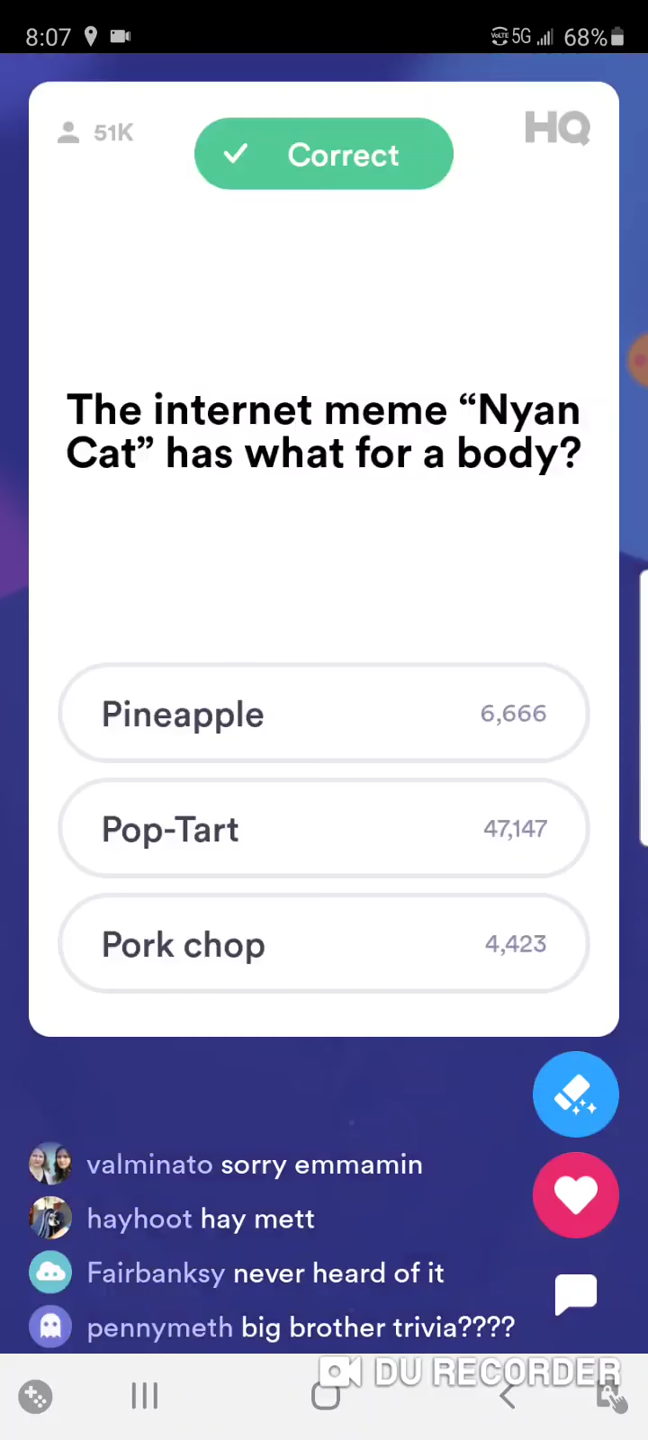 8:07 VoLTE 5G 68%
51K Correct HQ
The internet meme “Nyan
Cat” has what for a body?
Pineapple 6,666
Pop-Tart 47,147
Pork chop 4,423
valminato sorry emmamin
hayhoot hay mett
Fairbanksy never heard of it
pennymeth big brother trivia????
DU RECORDER